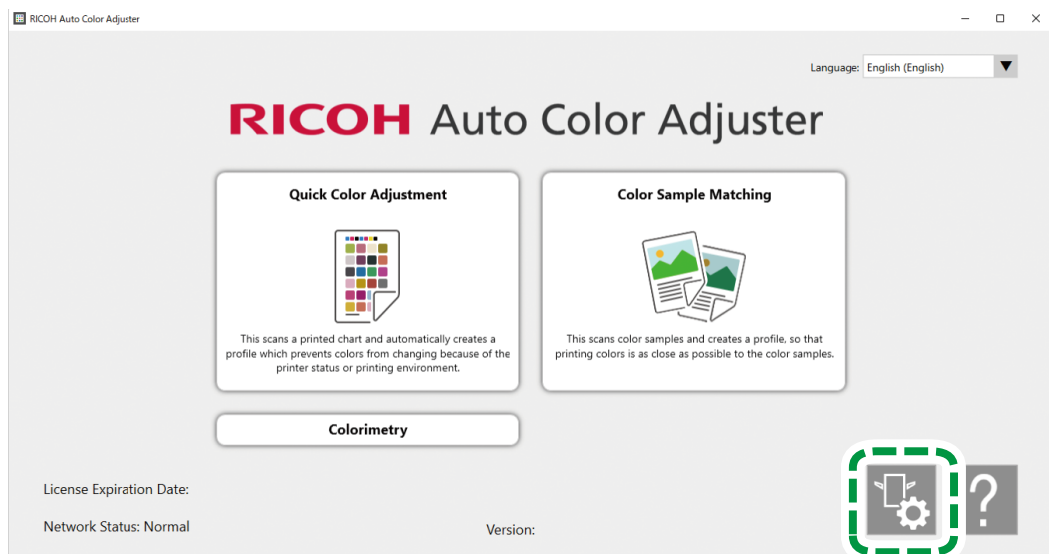 RICOH Auto Color Adjuster
Language: English (English)
RICOH Auto Color Adjuster
Quick Color Adjustment
This scans a printed chart and automatically creates a
profile which prevents colors from changing because of the
printer status or printing environment.
Color Sample Matching
This scans color samples and creates a profile, so that
printing colors is as close as possible to the color samples.
Colorimetry
License Expiration Date:
Network Status: Normal
Version:
?